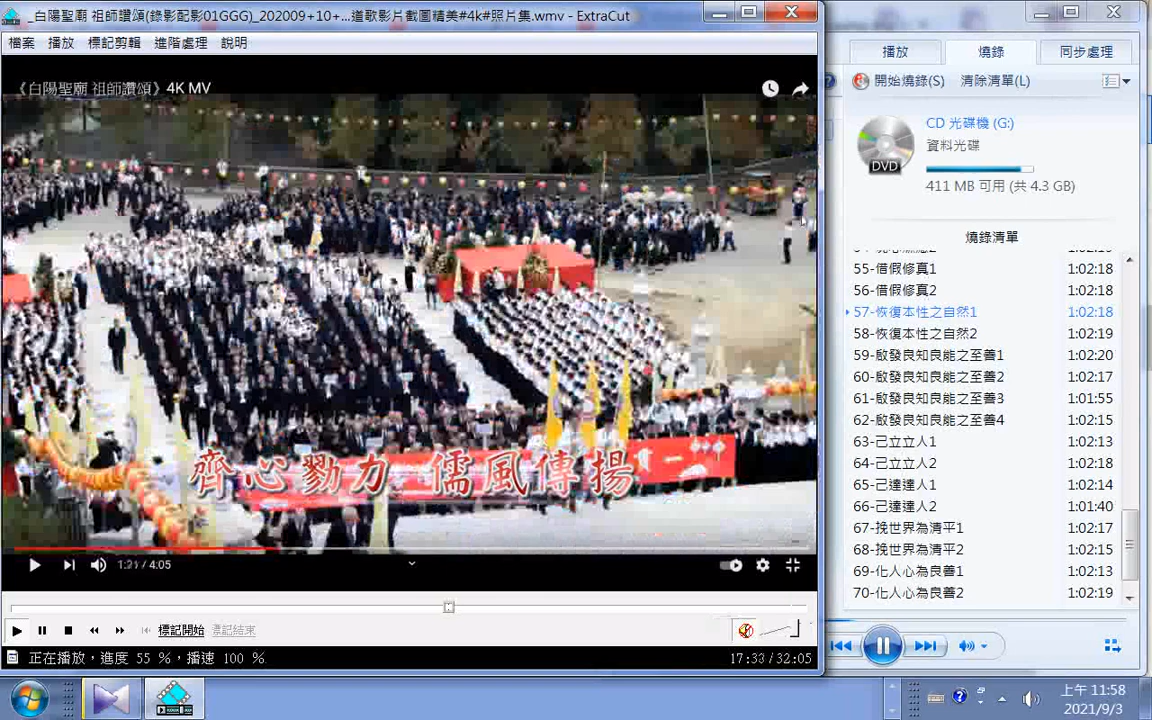 _白陽聖廟 祖師讚頌(錄影配影01GGG)_202009+10+...道歌影片截圖精美#4k#照片集.wmv - ExtraCut
檔案 播放 標記剪輯 進階處理 說明
《白陽聖廟 祖師讚頌》4K MV
齊心勠力 儒風傳揚
1:21 / 4:05
標記開始 標記結束
正在播放，進度 55 %，播速 100 %
17:33 / 32:05
播放 燒錄 同步處理
開始燒錄(S) 清除清單(L)
CD 光碟機 (G:)
資料光碟
DVD
411 MB 可用 (共 4.3 GB)
燒錄清單
55-借假修真1 1:02:18
56-借假修真2 1:02:18
57-恢復本性之自然1 1:02:18
58-恢復本性之自然2 1:02:19
59-啟發良知良能之至善1 1:02:20
60-啟發良知良能之至善2 1:02:17
61-啟發良知良能之至善3 1:01:55
62-啟發良知良能之至善4 1:02:15
63-己立立人1 1:02:13
64-己立立人2 1:02:18
65-己達達人1 1:02:14
66-己達達人2 1:01:40
67-挽世界為清平1 1:02:17
68-挽世界為清平2 1:02:15
69-化人心為良善1 1:02:13
70-化人心為良善2 1:02:19
上午 11:58
2021/9/3